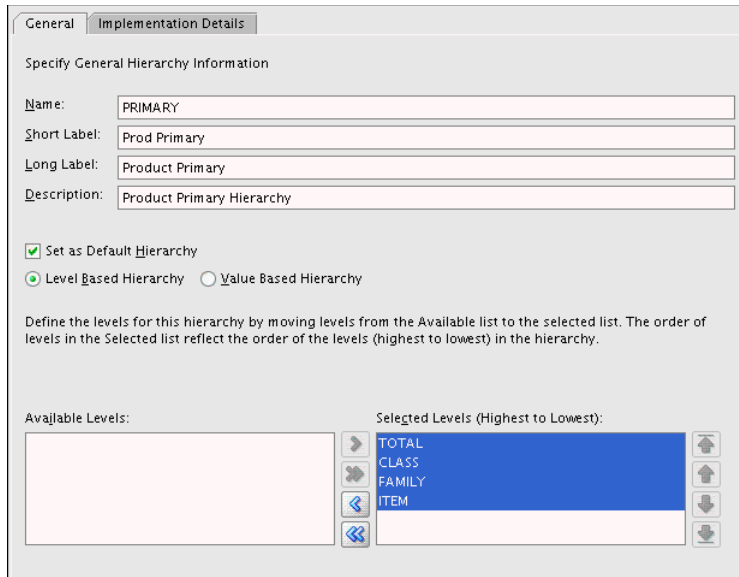 General
Implementation Details
Specify General Hierarchy Information
Name:
PRIMARY
Short Label:
Prod Primary
Long Label:
Product Primary
Description:
Product Primary Hierarchy
Set as Default Hierarchy
Level Based Hierarchy
Value Based Hierarchy
Define the levels for this hierarchy by moving levels from the Available list to the selected list. The order of
levels in the Selected list reflect the order of the levels (highest to lowest) in the hierarchy.
Available Levels:
Selected Levels (Highest to Lowest):
TOTAL
CLASS
FAMILY
ITEM